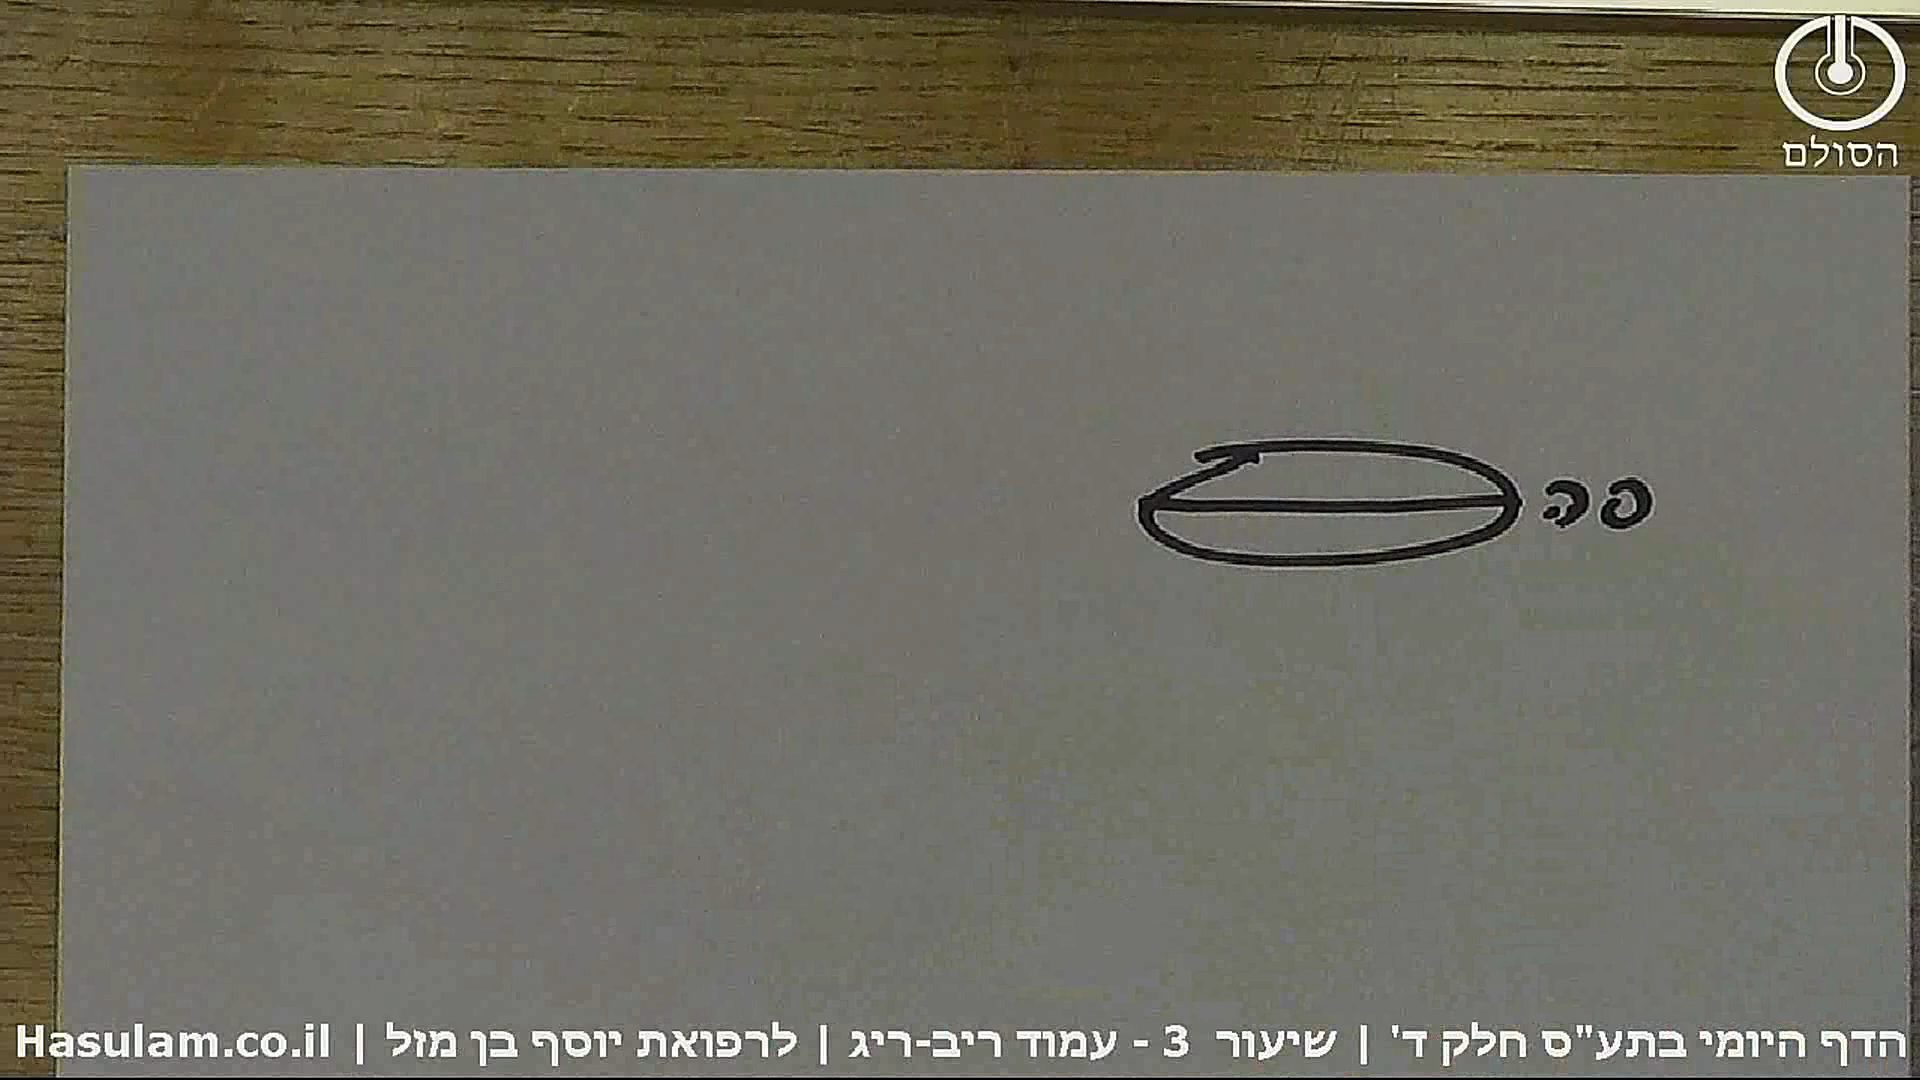 הסולם
פה
הדף היומי בתע"ס חלק ד' | שיעור 3 - עמוד ריב-ריג | לרפואת יוסף בן מזל | Hasulam.co.il